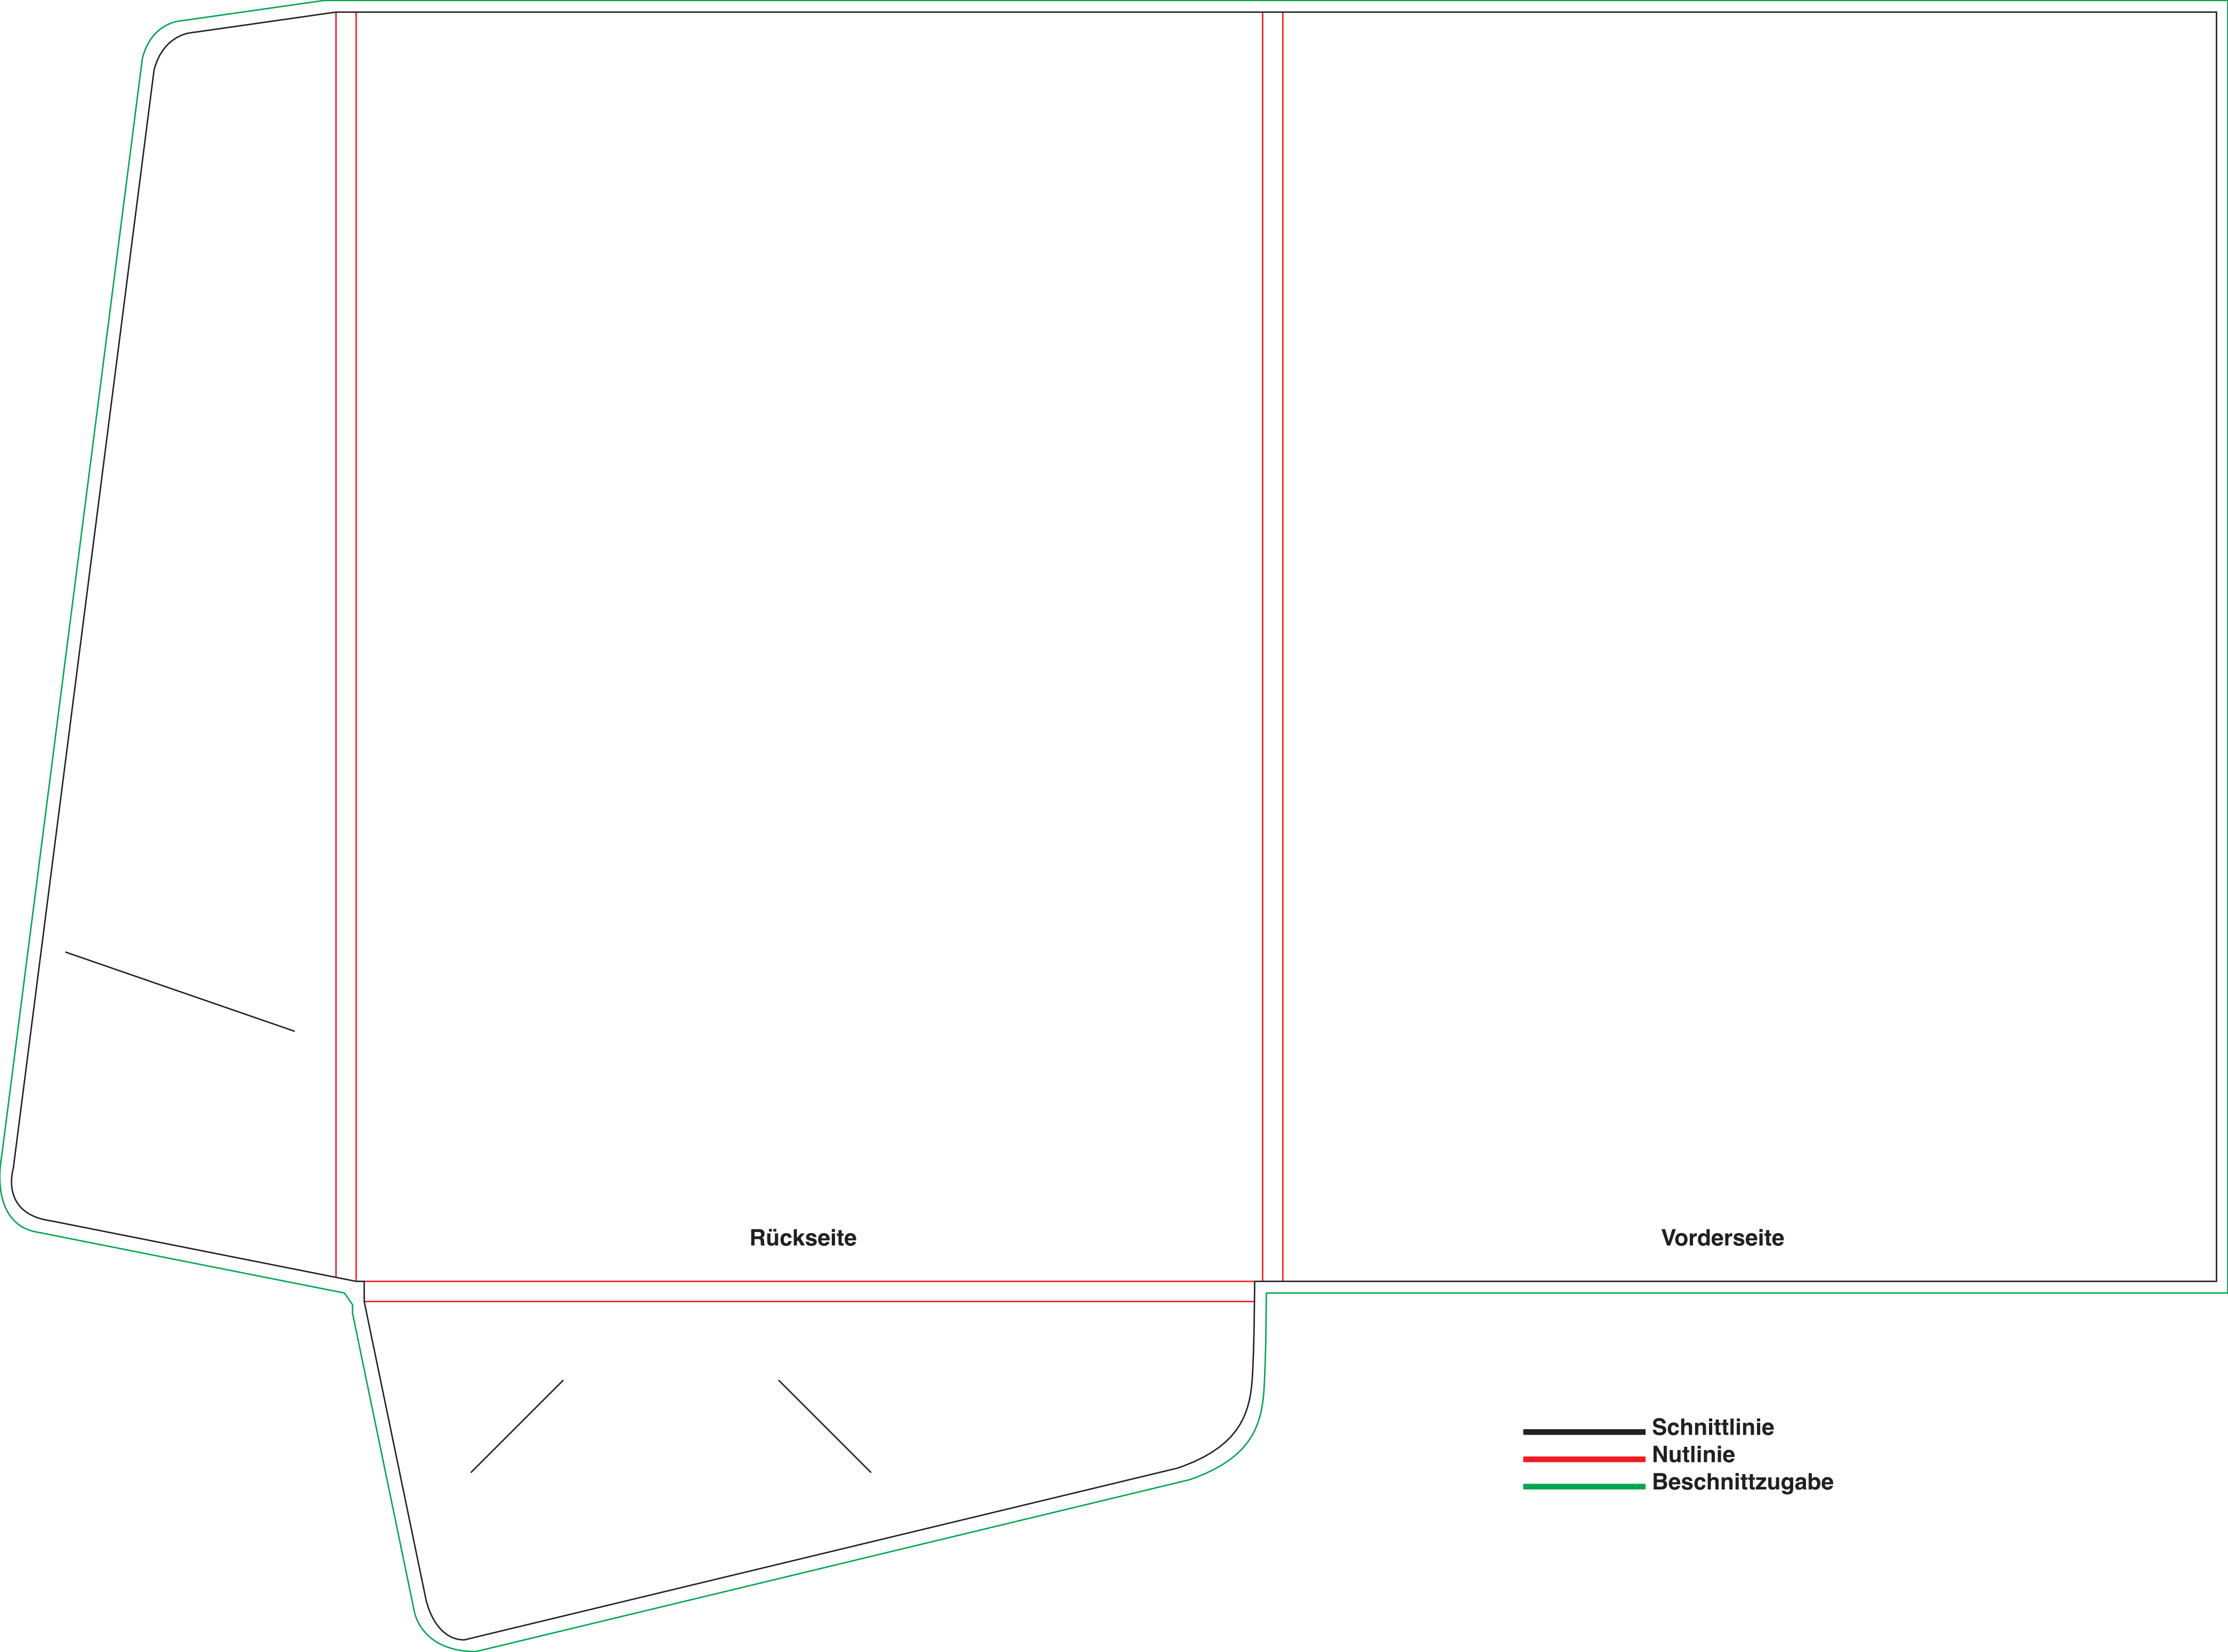 Rückseite
Vorderseite
Schnittlinie
Nutlinie
Beschnittzugabe